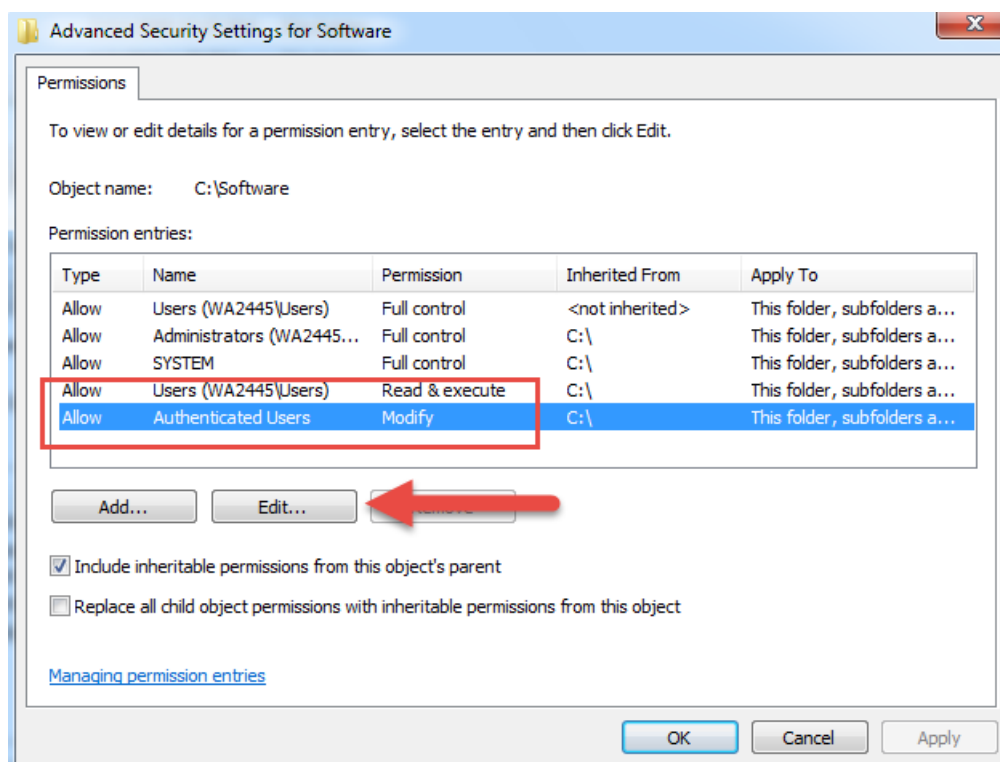 Advanced Security Settings for Software
X
Permissions
To view or edit details for a permission entry, select the entry and then click Edit.
Object name: C:\Software
Permission entries:
Type Name Permission Inherited From Apply To
Allow Users (WA2445\Users) Full control <not inherited> This folder, subfolders a...
Allow Administrators (WA2445... Full control C:\ This folder, subfolders a...
Allow SYSTEM Full control C:\ This folder, subfolders a...
Allow Users (WA2445\Users) Read & execute C:\ This folder, subfolders a...
Allow Authenticated Users Modify C:\ This folder, subfolders a...
Add... Edit...
Include inheritable permissions from this object's parent
Replace all child object permissions with inheritable permissions from this object
Managing permission entries
OK Cancel Apply